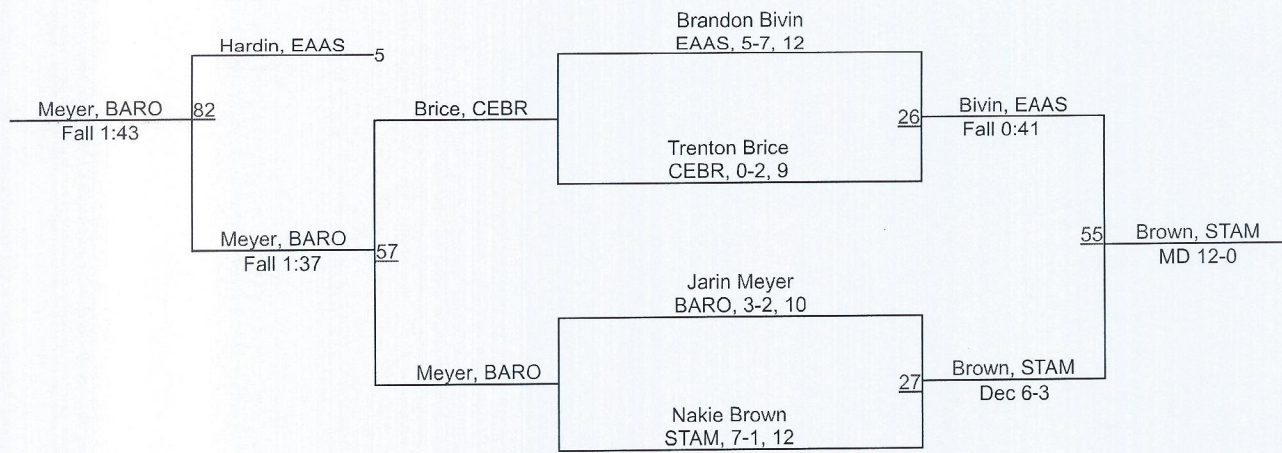 Hardin, EAAS
5
Meyer, BARO
82
Fall 1:43
Meyer, BARO
57
Fall 1:37
Brice, CEBR
Meyer, BARO
Brandon Bivin
EAAS, 5-7, 12
Trenton Brice
CEBR, 0-2, 9
26
Bivin, EAAS
Fall 0:41
Jarin Meyer
BARO, 3-2, 10
Nakie Brown
STAM, 7-1, 12
27
Brown, STAM
Dec 6-3
55
Brown, STAM
MD 12-0